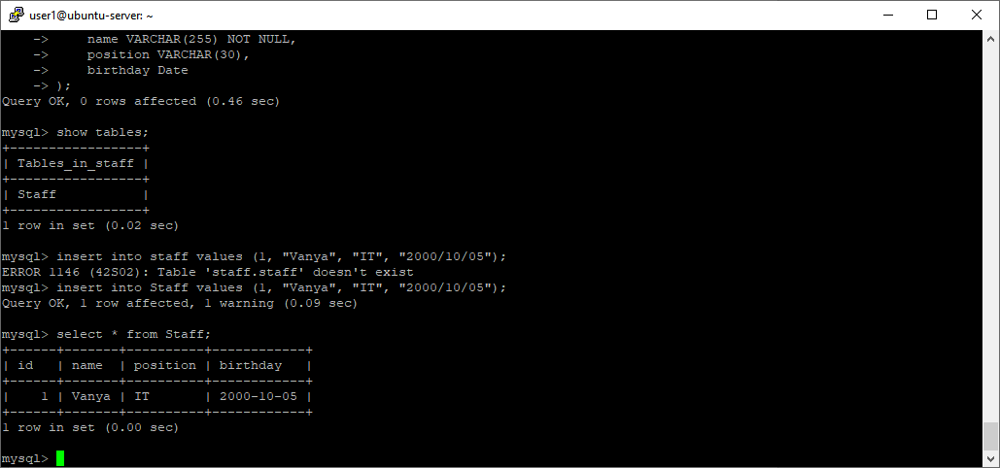 user1@ubuntu-server: ~
    ->     name VARCHAR(255) NOT NULL,
    ->     position VARCHAR(30),
    ->     birthday Date
    -> );
Query OK, 0 rows affected (0.46 sec)

mysql> show tables;
+-----------------+
| Tables_in_staff |
+-----------------+
| Staff           |
+-----------------+
1 row in set (0.02 sec)

mysql> insert into staff values (1, "Vanya", "IT", "2000/10/05");
ERROR 1146 (42S02): Table 'staff.staff' doesn't exist
mysql> insert into Staff values (1, "Vanya", "IT", "2000/10/05");
Query OK, 1 row affected, 1 warning (0.09 sec)

mysql> select * from Staff;
+------+-------+----------+------------+
| id   | name  | position | birthday   |
+------+-------+----------+------------+
|    1 | Vanya | IT       | 2000-10-05 |
+------+-------+----------+------------+
1 row in set (0.00 sec)

mysql>